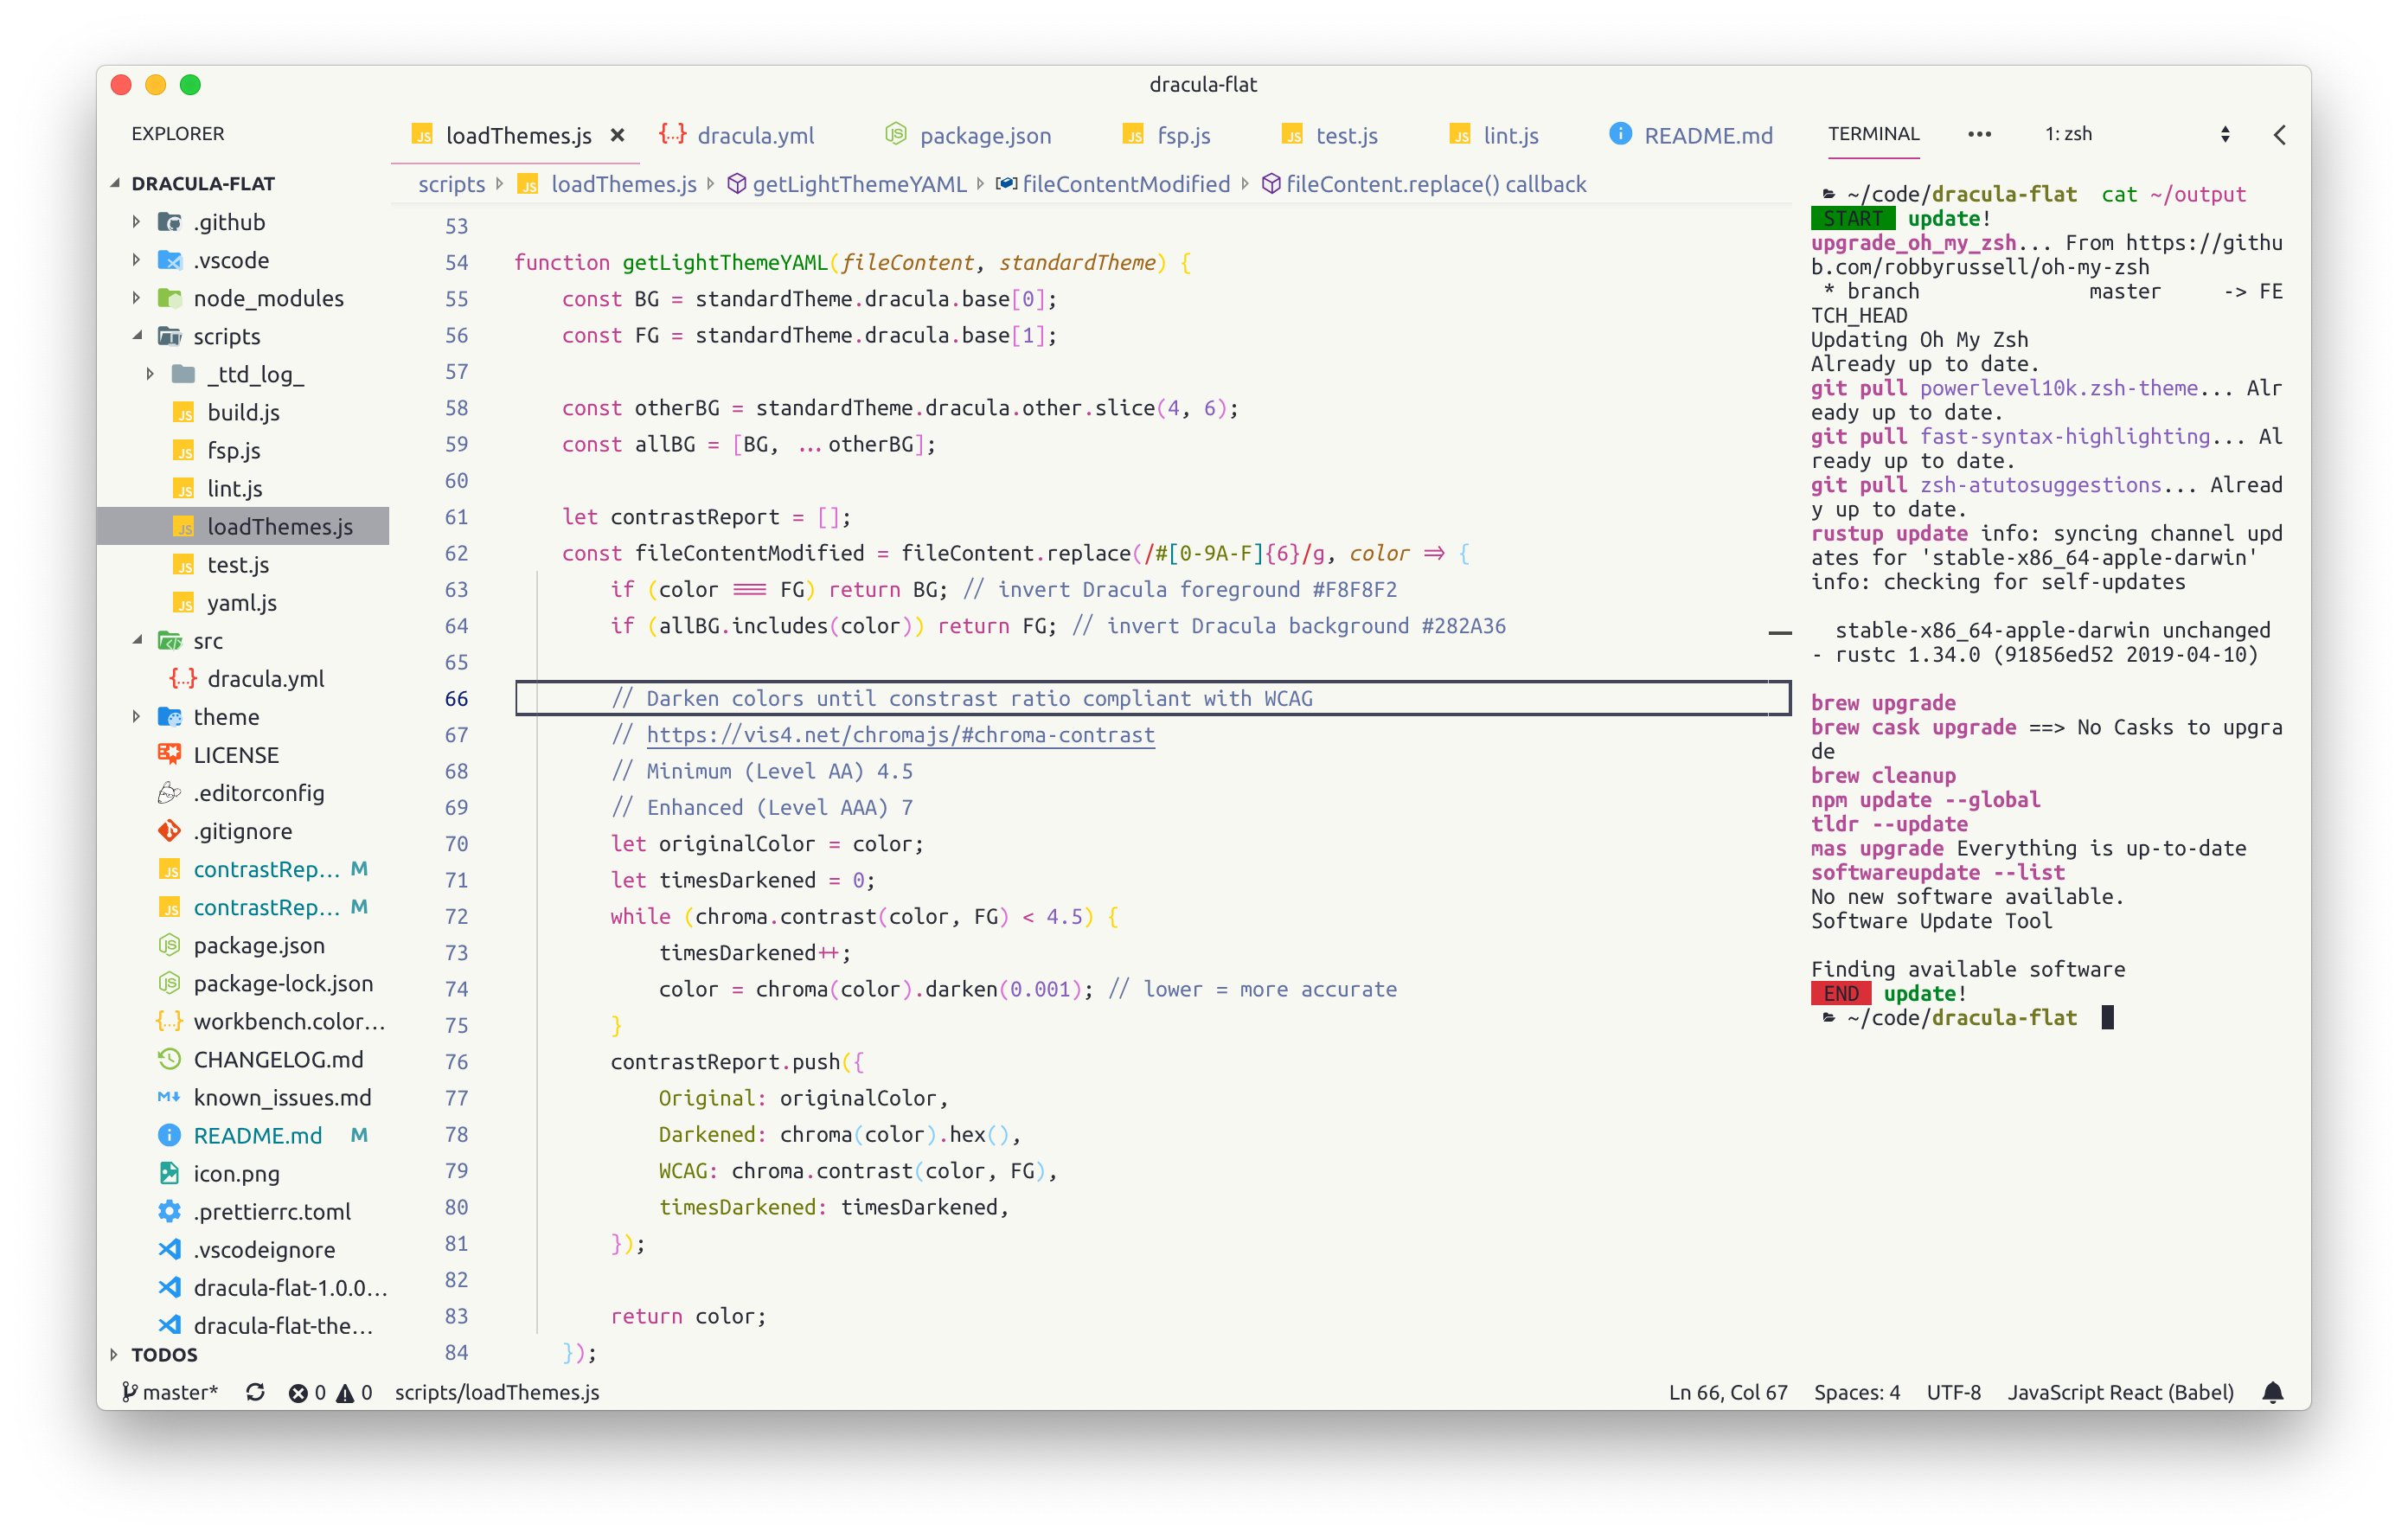 dracula-flat
EXPLORER
DRACULA-FLAT
.github
.vscode
node_modules
scripts
_ttd_log_
build.js
fsp.js
lint.js
loadThemes.js
test.js
yaml.js
src
dracula.yml
theme
LICENSE
.editorconfig
.gitignore
contrastRep... M
contrastRep... M
package.json
package-lock.json
workbench.color...
CHANGELOG.md
known_issues.md
README.md M
icon.png
.prettierrc.toml
.vscodeignore
dracula-flat-1.0.0...
dracula-flat-the...
TODOS
loadThemes.js × dracula.yml package.json fsp.js test.js lint.js README.md
scripts loadThemes.js getLightThemeYAML fileContentModified fileContent.replace() callback
53
54 function getLightThemeYAML(fileContent, standardTheme) {
55 const BG = standardTheme.dracula.base[0];
56 const FG = standardTheme.dracula.base[1];
57
58 const otherBG = standardTheme.dracula.other.slice(4, 6);
59 const allBG = [BG, ...otherBG];
60
61 let contrastReport = [];
62 const fileContentModified = fileContent.replace(/#[0-9A-F]{6}/g, color => {
63 if (color === FG) return BG; // invert Dracula foreground #F8F8F2
64 if (allBG.includes(color)) return FG; // invert Dracula background #282A36
65
66 // Darken colors until constrast ratio compliant with WCAG
67 // https://vis4.net/chromajs/#chroma-contrast
68 // Minimum (Level AA) 4.5
69 // Enhanced (Level AAA) 7
70 let originalColor = color;
71 let timesDarkened = 0;
72 while (chroma.contrast(color, FG) < 4.5) {
73 timesDarkened++;
74 color = chroma(color).darken(0.001); // lower = more accurate
75 }
76 contrastReport.push({
77 Original: originalColor,
78 Darkened: chroma(color).hex(),
79 WCAG: chroma.contrast(color, FG),
80 timesDarkened: timesDarkened,
81 });
82
83 return color;
84 });
TERMINAL ••• 1: zsh
~/code/dracula-flat cat ~/output
START update!
upgrade_oh_my_zsh... From https://githu
b.com/robbyrussell/oh-my-zsh
* branch master -> FE
TCH_HEAD
Updating Oh My Zsh
Already up to date.
git pull powerlevel10k.zsh-theme... Alr
eady up to date.
git pull fast-syntax-highlighting... Al
ready up to date.
git pull zsh-atutosuggestions... Alread
y up to date.
rustup update info: syncing channel upd
ates for 'stable-x86_64-apple-darwin'
info: checking for self-updates
stable-x86_64-apple-darwin unchanged
- rustc 1.34.0 (91856ed52 2019-04-10)
brew upgrade
brew cask upgrade ==> No Casks to upgra
de
brew cleanup
npm update --global
tldr --update
mas upgrade Everything is up-to-date
softwareupdate --list
No new software available.
Software Update Tool
Finding available software
END update!
~/code/dracula-flat
master* 0 0 scripts/loadThemes.js Ln 66, Col 67 Spaces: 4 UTF-8 JavaScript React (Babel)